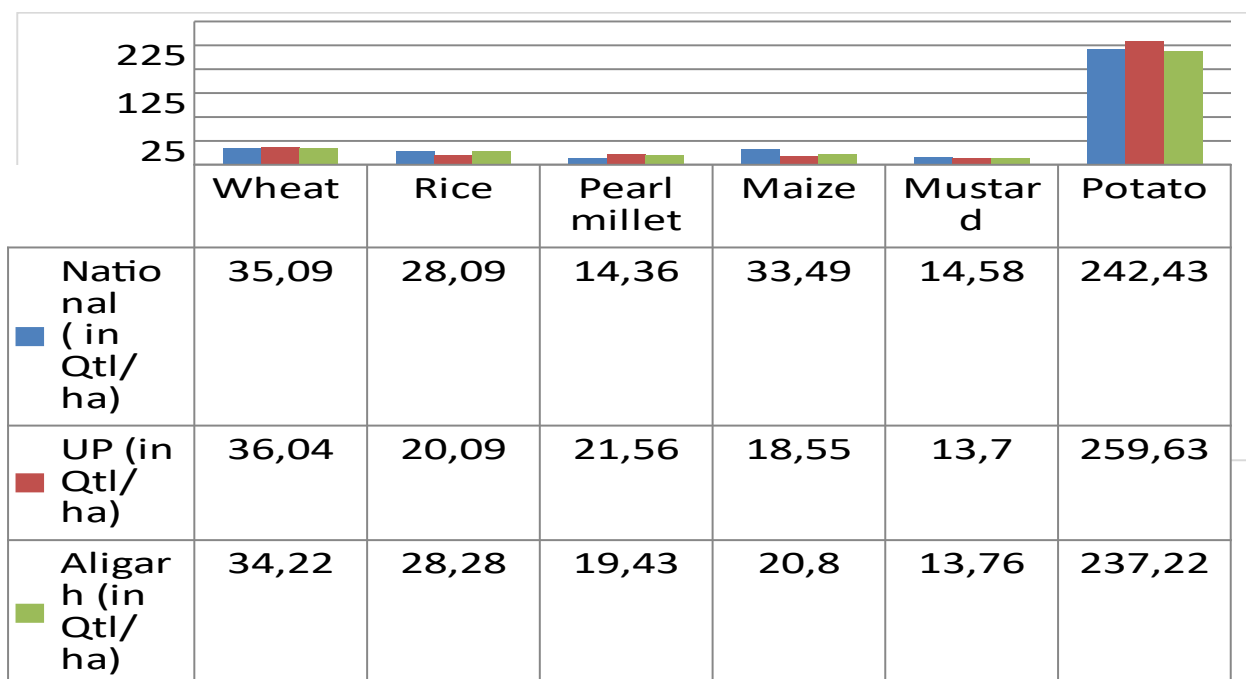 225
125
25
Wheat Rice Pearl Maize Mustar Potato
millet d
Natio 35,09 28,09 14,36 33,49 14,58 242,43
nal
( in
Qtl/
ha)
UP (in 36,04 20,09 21,56 18,55 13,7 259,63
Qtl/
ha)
Aligar 34,22 28,28 19,43 20,8 13,76 237,22
h (in
Qtl/
ha)